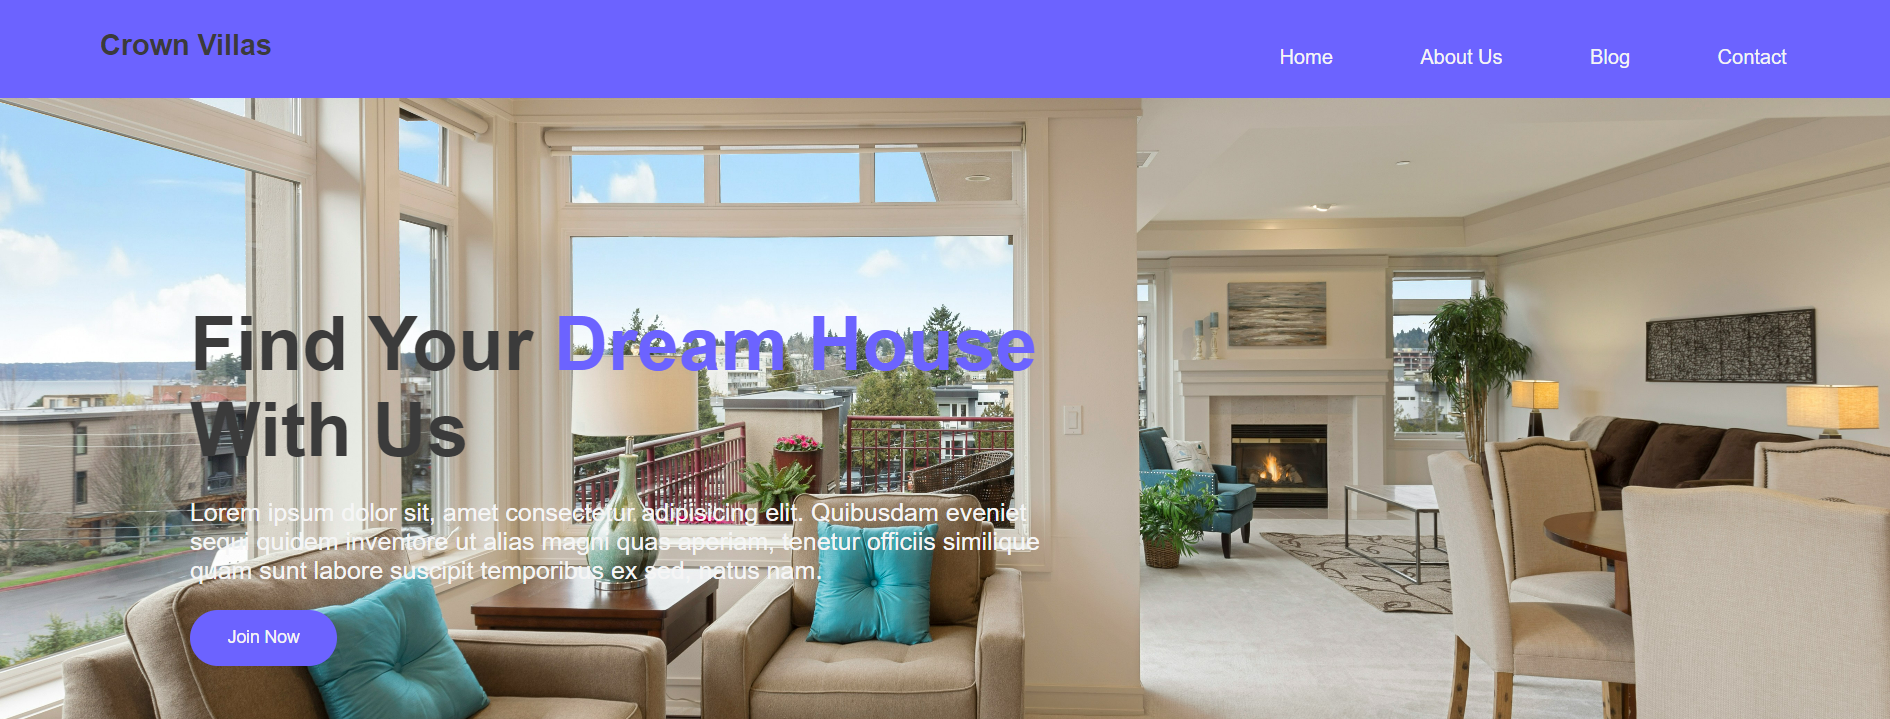 Crown Villas
Home About Us Blog Contact
Find Your Dream House
With Us
Lorem ipsum dolor sit, amet consectetur adipisicing elit. Quibusdam eveniet
sequi quidem inventore ut alias magni quas aperiam, tenetur officiis similique
quam sunt labore suscipit temporibus ex sed, natus nam.
Join Now